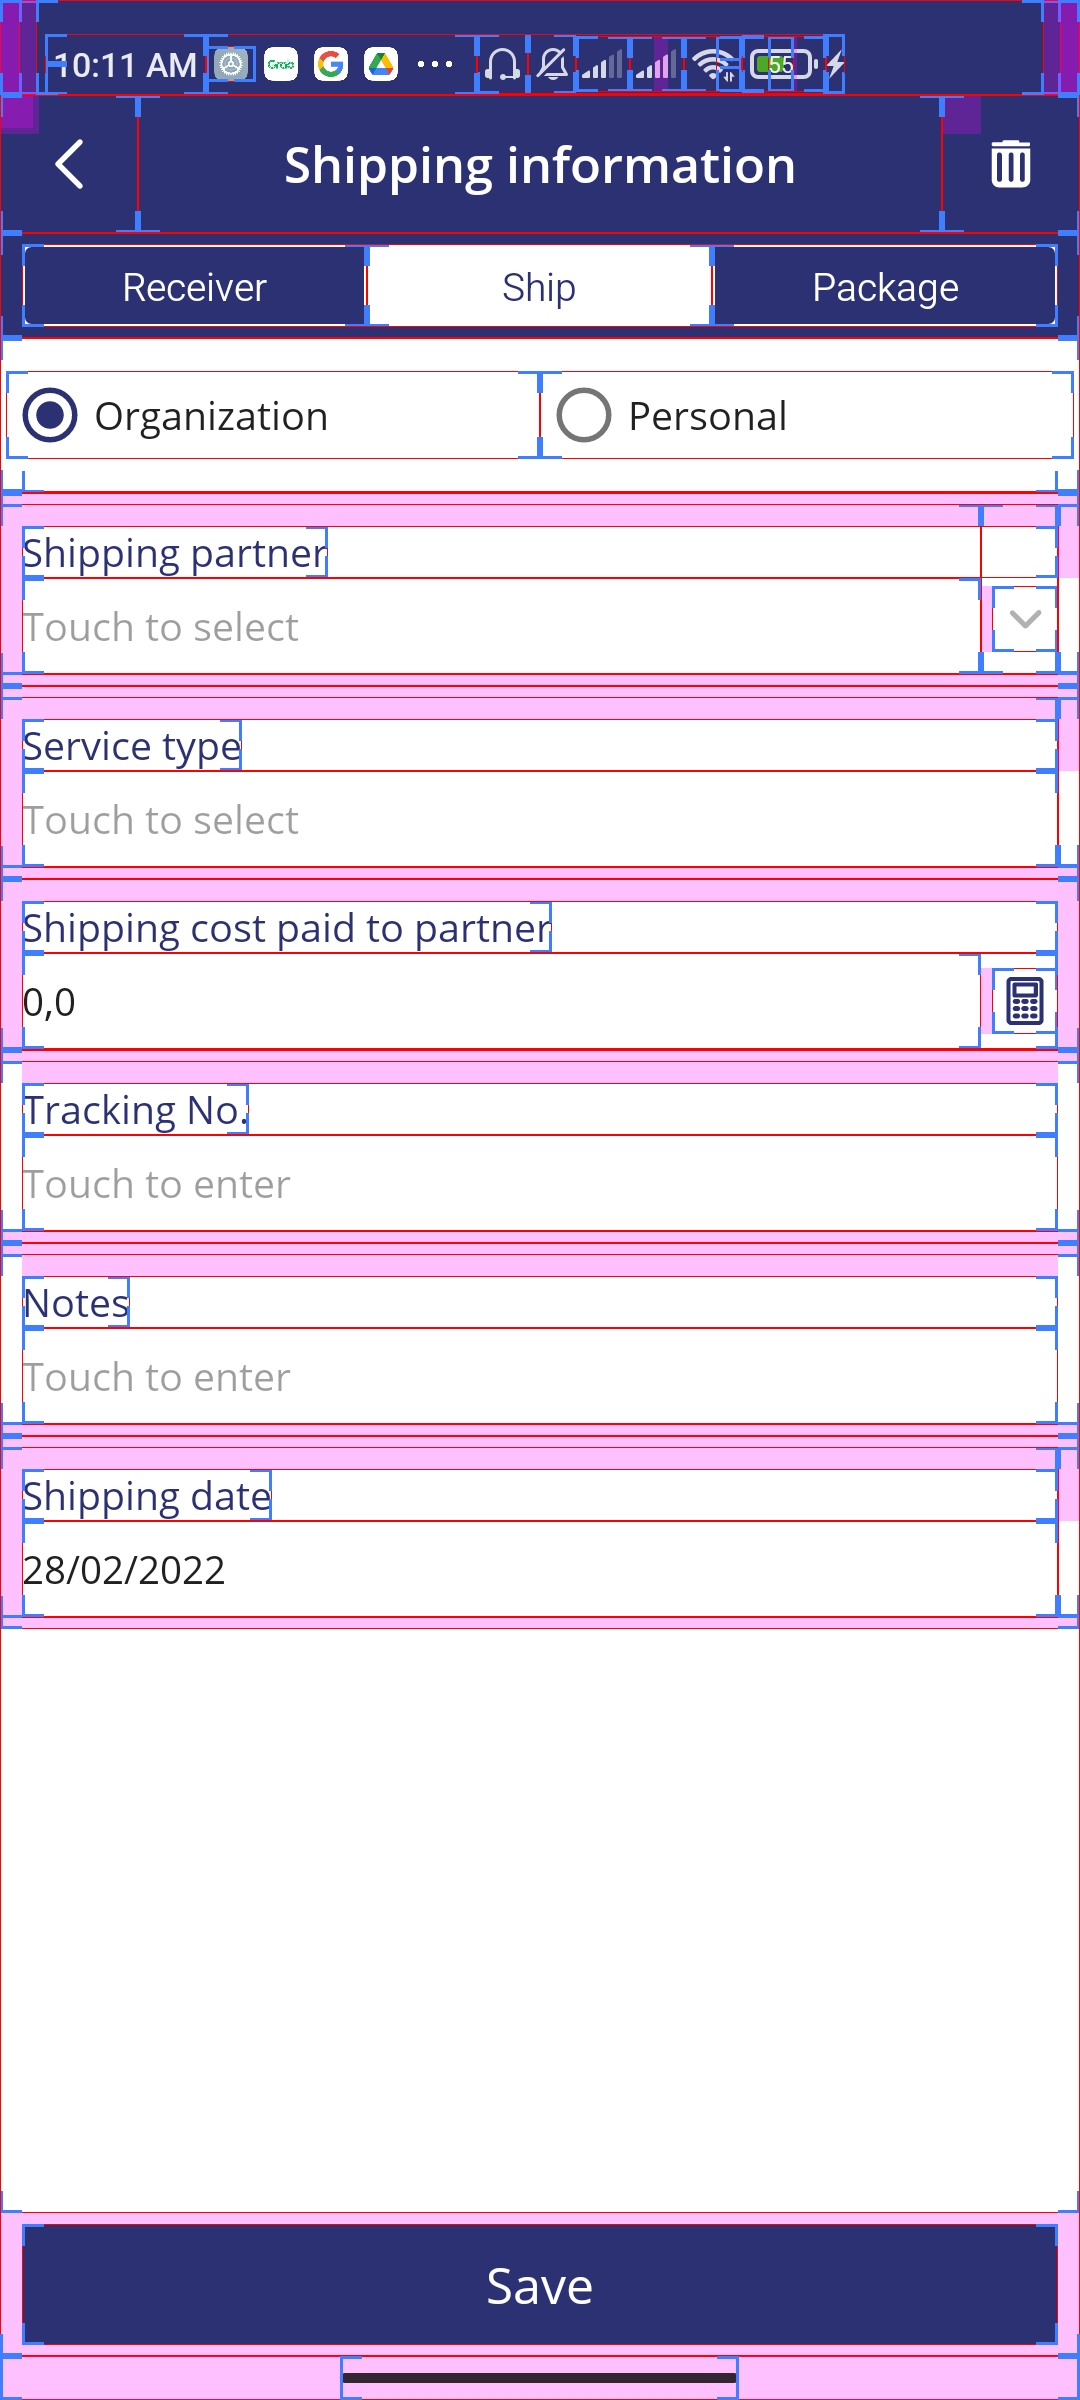 10:11 AM
Grab
G
55
Shipping information
Receiver
Ship
Package
Organization
Personal
Shipping partner
Touch to select
Service type
Touch to select
Shipping cost paid to partner
0,0
Tracking No.
Touch to enter
Notes
Touch to enter
Shipping date
28/02/2022
Save